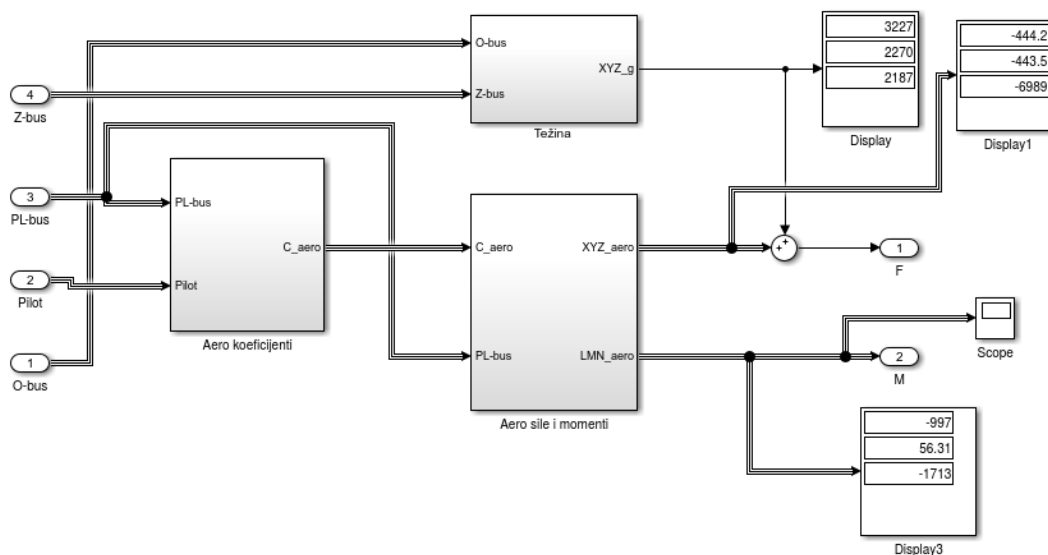 O-bus
Z-bus
XYZ_g
Težina
3227
2270
2187
Display
-444.2
-443.5
-6989
Display1
4
Z-bus
3
PL-bus
2
Pilot
1
O-bus
PL-bus
Pilot
C_aero
Aero koeficijenti
C_aero
PL-bus
XYZ_aero
LMN_aero
Aero sile i momenti
+
+
1
F
Scope
2
M
-997
56.31
-1713
Display3